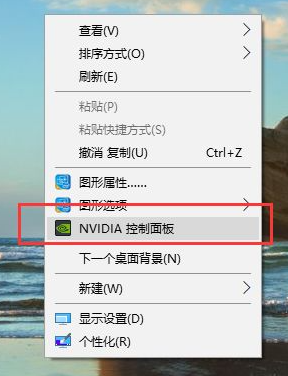 查看(V)
排序方式(O)
刷新(E)
粘贴(P)
粘贴快捷方式(S)
撤消 复制(U) Ctrl+Z
图形属性......
图形选项
NVIDIA 控制面板
下一个桌面背景(N)
新建(W)
显示设置(D)
个性化(R)